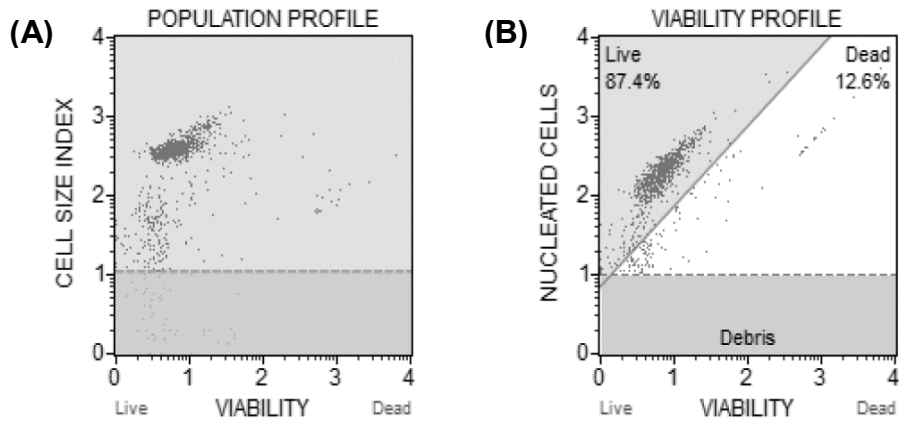 (A)
POPULATION PROFILE
CELL SIZE INDEX
4
3
2
1
0
0 1 2 3 4
Live VIABILITY Dead
(B)
VIABILITY PROFILE
NUCLEATED CELLS
4
3
2
1
0
Live Dead
87.4% 12.6%
Debris
0 1 2 3 4
Live VIABILITY Dead